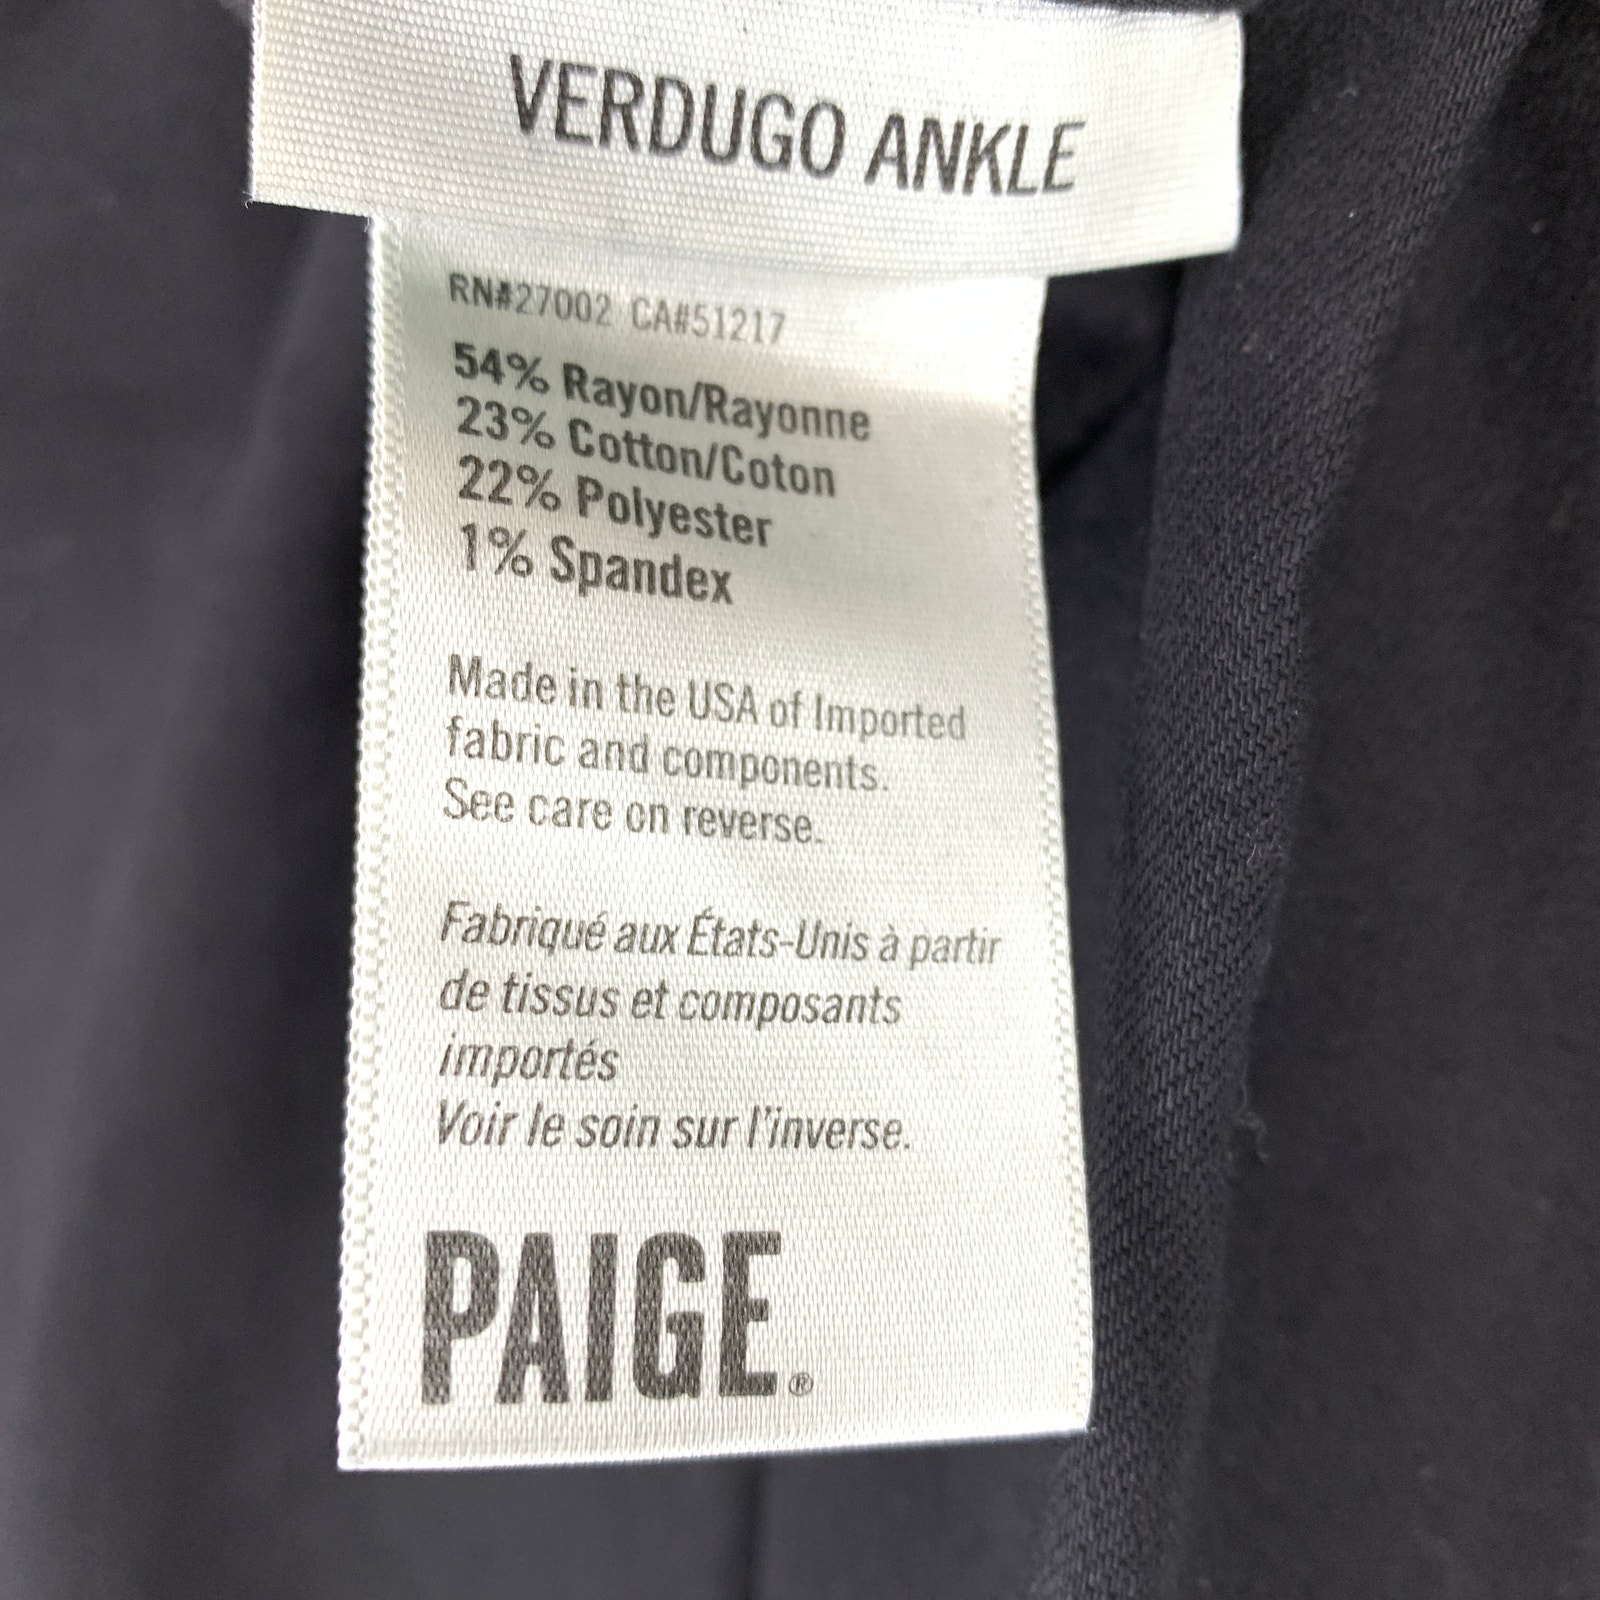 VERDUGO ANKLE
RN#27002 CA#51217
54% Rayon/Rayonne
23% Cotton/Coton
22% Polyester
1% Spandex
Made in the USA of Imported
fabric and components.
See care on reverse.
Fabriqué aux États-Unis à partir
de tissus et composants
importés
Voir le soin sur l'inverse.
PAIGE®